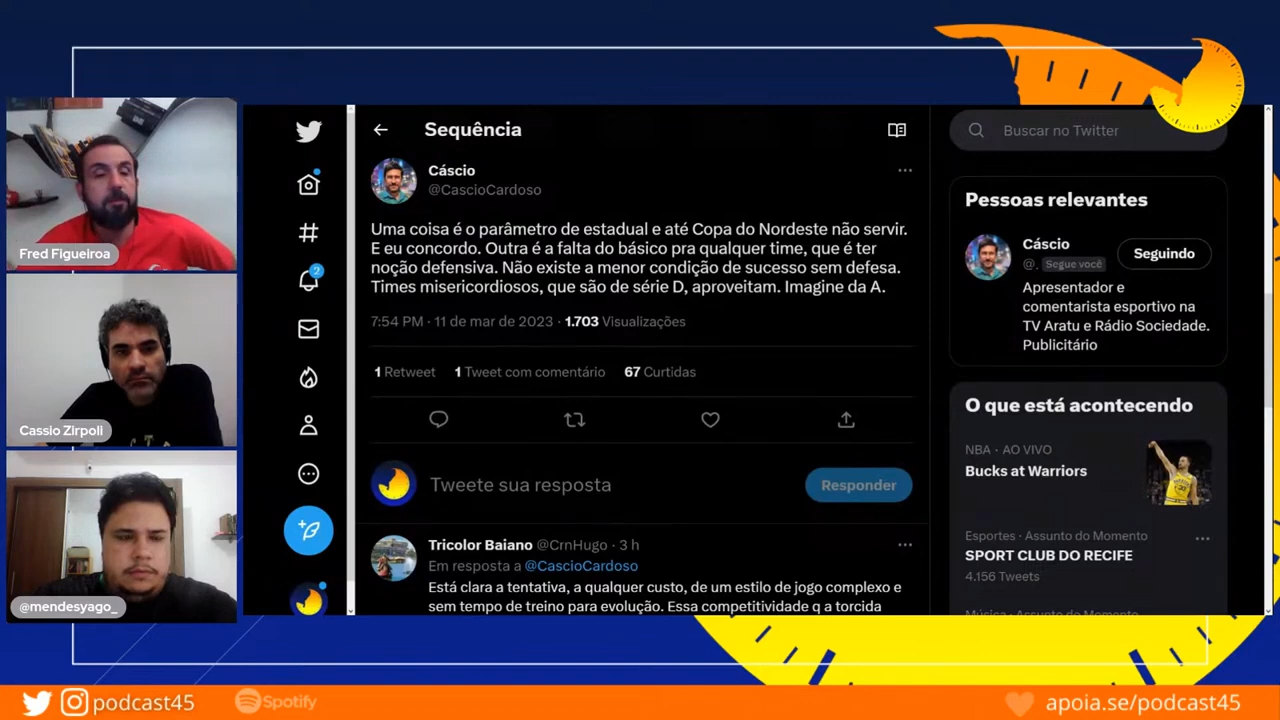 Fred Figueiroa
Cassio Zirpoli
@mendesyago_
2
Sequência
Cáscio
@CascioCardoso
Uma coisa é o parâmetro de estadual e até Copa do Nordeste não servir.
E eu concordo. Outra é a falta do básico pra qualquer time, que é ter
noção defensiva. Não existe a menor condição de sucesso sem defesa.
Times misericordiosos, que são de série D, aproveitam. Imagine da A.
7:54 PM · 11 de mar de 2023 · 1.703 Visualizações
1 Retweet 1 Tweet com comentário 67 Curtidas
Tweete sua resposta
Responder
Tricolor Baiano @CrnHugo · 3 h
Em resposta a @CascioCardoso
Está clara a tentativa, a qualquer custo, de um estilo de jogo complexo e
sem tempo de treino para evolução. Essa competitividade q a torcida
Buscar no Twitter
Pessoas relevantes
Cáscio
@. Segue você
Seguindo
Apresentador e
comentarista esportivo na
TV Aratu e Rádio Sociedade.
Publicitário
O que está acontecendo
NBA · AO VIVO
Bucks at Warriors
Esportes · Assunto do Momento
SPORT CLUB DO RECIFE
4.156 Tweets
Música · Assunto do Momento
podcast45
Spotify
apoia.se/podcast45